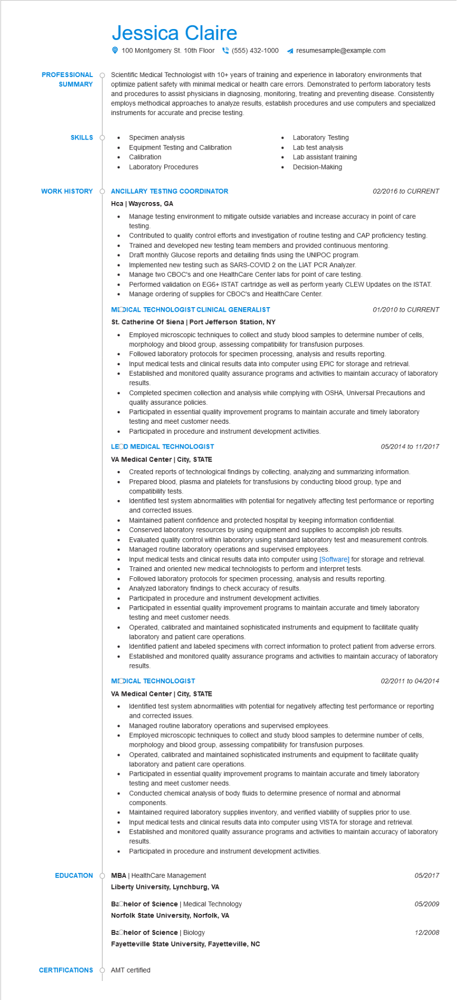 Jessica Claire
100 Montgomery St. 10th Floor (555) 432-1000 resumesample@example.com
PROFESSIONAL SUMMARY
Scientific Medical Technologist with 10+ years of training and experience in laboratory environments that
optimize patient safety with minimal medical or health care errors. Demonstrated to perform laboratory tests
and procedures to assist physicians in diagnosing, monitoring, treating and preventing disease. Consistently
employs methodical approaches to analyze results, establish procedures and use computers and specialized
instruments for accurate and precise testing.
SKILLS
• Specimen analysis
• Equipment Testing and Calibration
• Calibration
• Laboratory Procedures
• Laboratory Testing
• Lab test analysis
• Lab assistant training
• Decision-Making
WORK HISTORY
ANCILLARY TESTING COORDINATOR 02/2016 to CURRENT
Hca | Waycross, GA
• Manage testing environment to mitigate outside variables and increase accuracy in point of care
testing.
• Contributed to quality control efforts and investigation of routine testing and CAP proficiency testing.
• Trained and developed new testing team members and provided continuous mentoring.
• Draft monthly Glucose reports and detailing finds using the UNIPOC program.
• Implemented new testing such as SARS-COVID 2 on the LIAT PCR Analyzer.
• Manage two CBOC's and one HealthCare Center labs for point of care testing.
• Performed validation on EG6+ ISTAT cartridge as well as perform yearly CLEW Updates on the ISTAT.
• Manage ordering of supplies for CBOC's and HealthCare Center.
MEDICAL TECHNOLOGIST CLINICAL GENERALIST 01/2010 to CURRENT
St. Catherine Of Siena | Port Jefferson Station, NY
• Employed microscopic techniques to collect and study blood samples to determine number of cells,
morphology and blood group, assessing compatibility for transfusion purposes.
• Followed laboratory protocols for specimen processing, analysis and results reporting.
• Input medical tests and clinical results data into computer using EPIC for storage and retrieval.
• Established and monitored quality assurance programs and activities to maintain accuracy of laboratory
results.
• Completed specimen collection and analysis while complying with OSHA, Universal Precautions and
quality assurance policies.
• Participated in essential quality improvement programs to maintain accurate and timely laboratory
testing and meet customer needs.
• Participated in procedure and instrument development activities.
LEAD MEDICAL TECHNOLOGIST 05/2014 to 11/2017
VA Medical Center | City, STATE
• Created reports of technological findings by collecting, analyzing and summarizing information.
• Prepared blood, plasma and platelets for transfusions by conducting blood group, type and
compatibility tests.
• Identified test system abnormalities with potential for negatively affecting test performance or reporting
and corrected issues.
• Maintained patient confidence and protected hospital by keeping information confidential.
• Conserved laboratory resources by using equipment and supplies to accomplish job results.
• Evaluated quality control within laboratory using standard laboratory test and measurement controls.
• Managed routine laboratory operations and supervised employees.
• Input medical tests and clinical results data into computer using [Software] for storage and retrieval.
• Trained and oriented new medical technologists to perform and interpret tests.
• Followed laboratory protocols for specimen processing, analysis and results reporting.
• Analyzed laboratory findings to check accuracy of results.
• Participated in procedure and instrument development activities.
• Participated in essential quality improvement programs to maintain accurate and timely laboratory
testing and meet customer needs.
• Operated, calibrated and maintained sophisticated instruments and equipment to facilitate quality
laboratory and patient care operations.
• Identified patient and labeled specimens with correct information to protect patient from adverse errors.
• Established and monitored quality assurance programs and activities to maintain accuracy of laboratory
results.
MEDICAL TECHNOLOGIST 02/2011 to 04/2014
VA Medical Center | City, STATE
• Identified test system abnormalities with potential for negatively affecting test performance or reporting
and corrected issues.
• Managed routine laboratory operations and supervised employees.
• Employed microscopic techniques to collect and study blood samples to determine number of cells,
morphology and blood group, assessing compatibility for transfusion purposes.
• Operated, calibrated and maintained sophisticated instruments and equipment to facilitate quality
laboratory and patient care operations.
• Participated in essential quality improvement programs to maintain accurate and timely laboratory
testing and meet customer needs.
• Conducted chemical analysis of body fluids to determine presence of normal and abnormal
components.
• Maintained required laboratory supplies inventory, and verified viability of supplies prior to use.
• Input medical tests and clinical results data into computer using VISTA for storage and retrieval.
• Established and monitored quality assurance programs and activities to maintain accuracy of laboratory
results.
• Participated in procedure and instrument development activities.
EDUCATION
MBA | HealthCare Management 05/2017
Liberty University, Lynchburg, VA
Bachelor of Science | Medical Technology 05/2009
Norfolk State University, Norfolk, VA
Bachelor of Science | Biology 12/2008
Fayetteville State University, Fayetteville, NC
CERTIFICATIONS
AMT certified